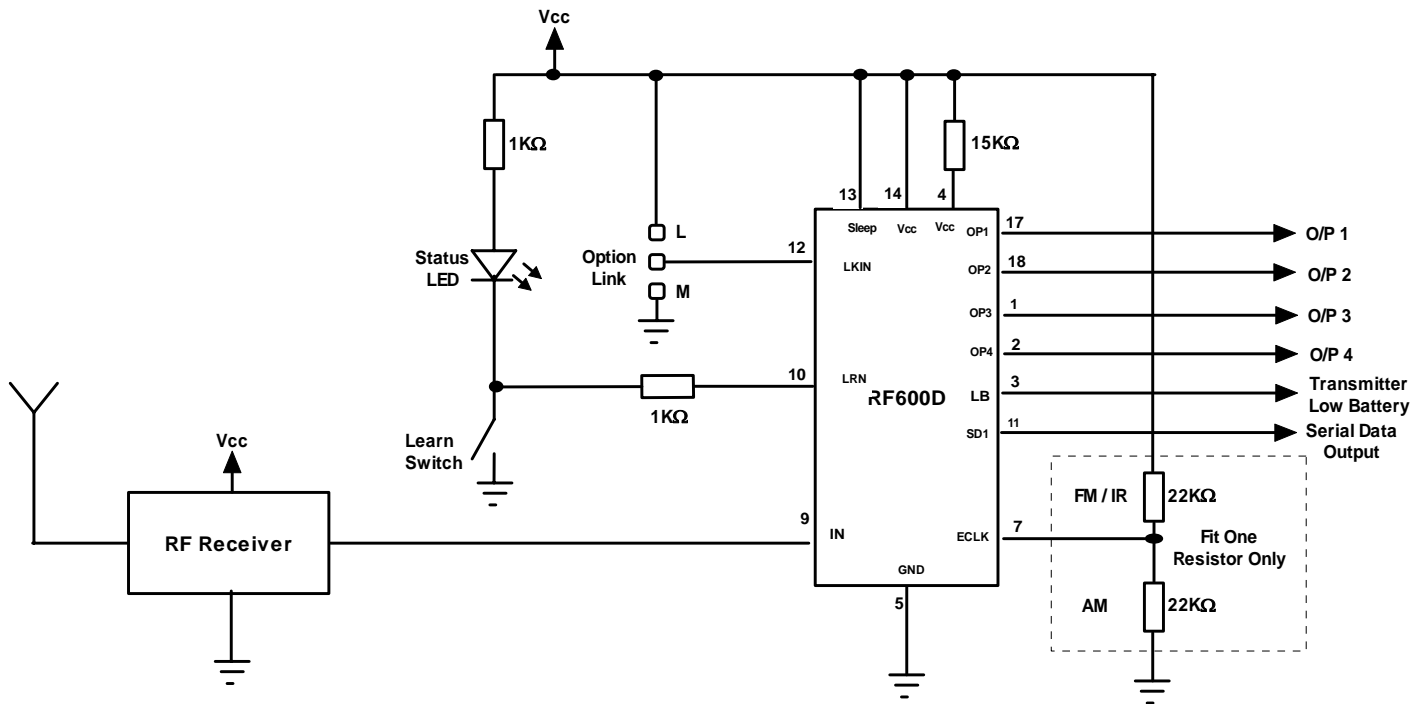 Vcc
1KΩ
15KΩ
13
14
4
Sleep
Vcc
Vcc
OP1
17
O/P 1
L
Status
LED
Option
Link
12
LKIN
OP2
18
O/P 2
M
OP3
1
O/P 3
OP4
2
O/P 4
10
LRN
RF600D
LB
3
Transmitter
Low Battery
1KΩ
SD1
11
Serial Data
Output
Learn
Switch
Vcc
FM / IR
22KΩ
RF Receiver
9
IN
ECLK
7
Fit One
Resistor Only
GND
5
AM
22KΩ